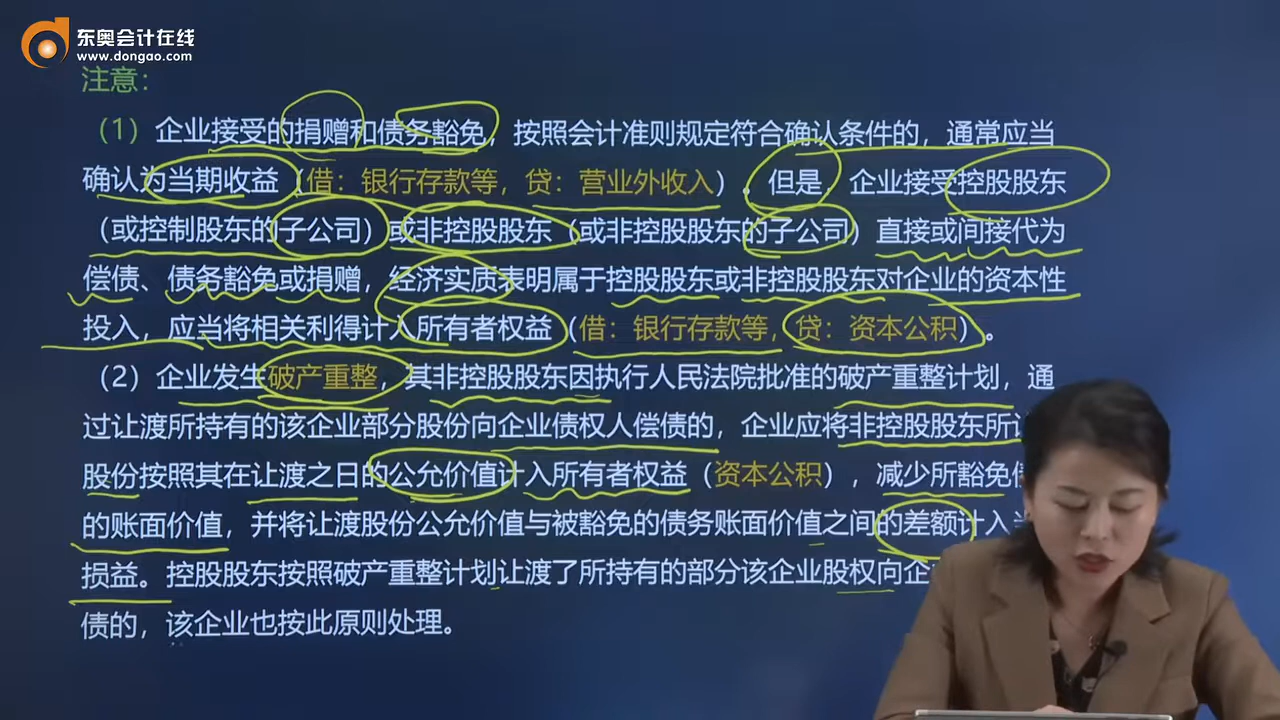 东奥会计在线
www.dongao.com
注意：
（1）企业接受的捐赠和债务豁免，按照会计准则规定符合确认条件的，通常应当
确认为当期收益（借：银行存款等，贷：营业外收入）。但是，企业接受控股股东
（或控制股东的子公司）或非控股股东（或非控股股东的子公司）直接或间接代为
偿债、债务豁免或捐赠，经济实质表明属于控股股东或非控股股东对企业的资本性
投入，应当将相关利得计入所有者权益（借：银行存款等，贷：资本公积）。
（2）企业发生破产重整，其非控股股东因执行人民法院批准的破产重整计划，通
过让渡所持有的该企业部分股份向企业债权人偿债的，企业应将非控股股东所
股份按照其在让渡之日的公允价值计入所有者权益（资本公积），减少所豁免
的账面价值，并将让渡股份公允价值与被豁免的债务账面价值之间的差额计入
损益。控股股东按照破产重整计划让渡了所持有的部分该企业股权向
债的，该企业也按此原则处理。